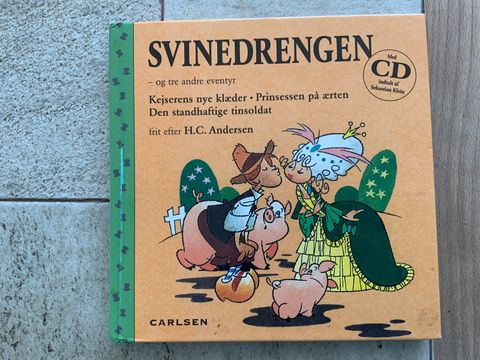 SVINEDRENGEN
– og tre andre eventyr
Kejserens nye klæder · Prinsessen på ærten
Den standhaftige tinsoldat
frit efter H.C. Andersen
Med
CD
indtalt af
Sebastian Klein
CARLSEN